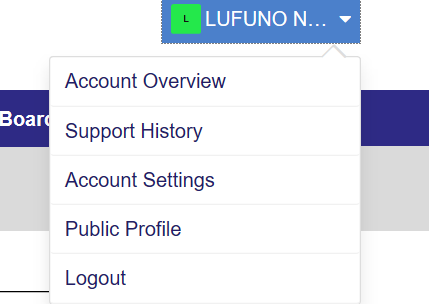 L LUFUNO N...
Account Overview
Board
Support History
Account Settings
Public Profile
Logout